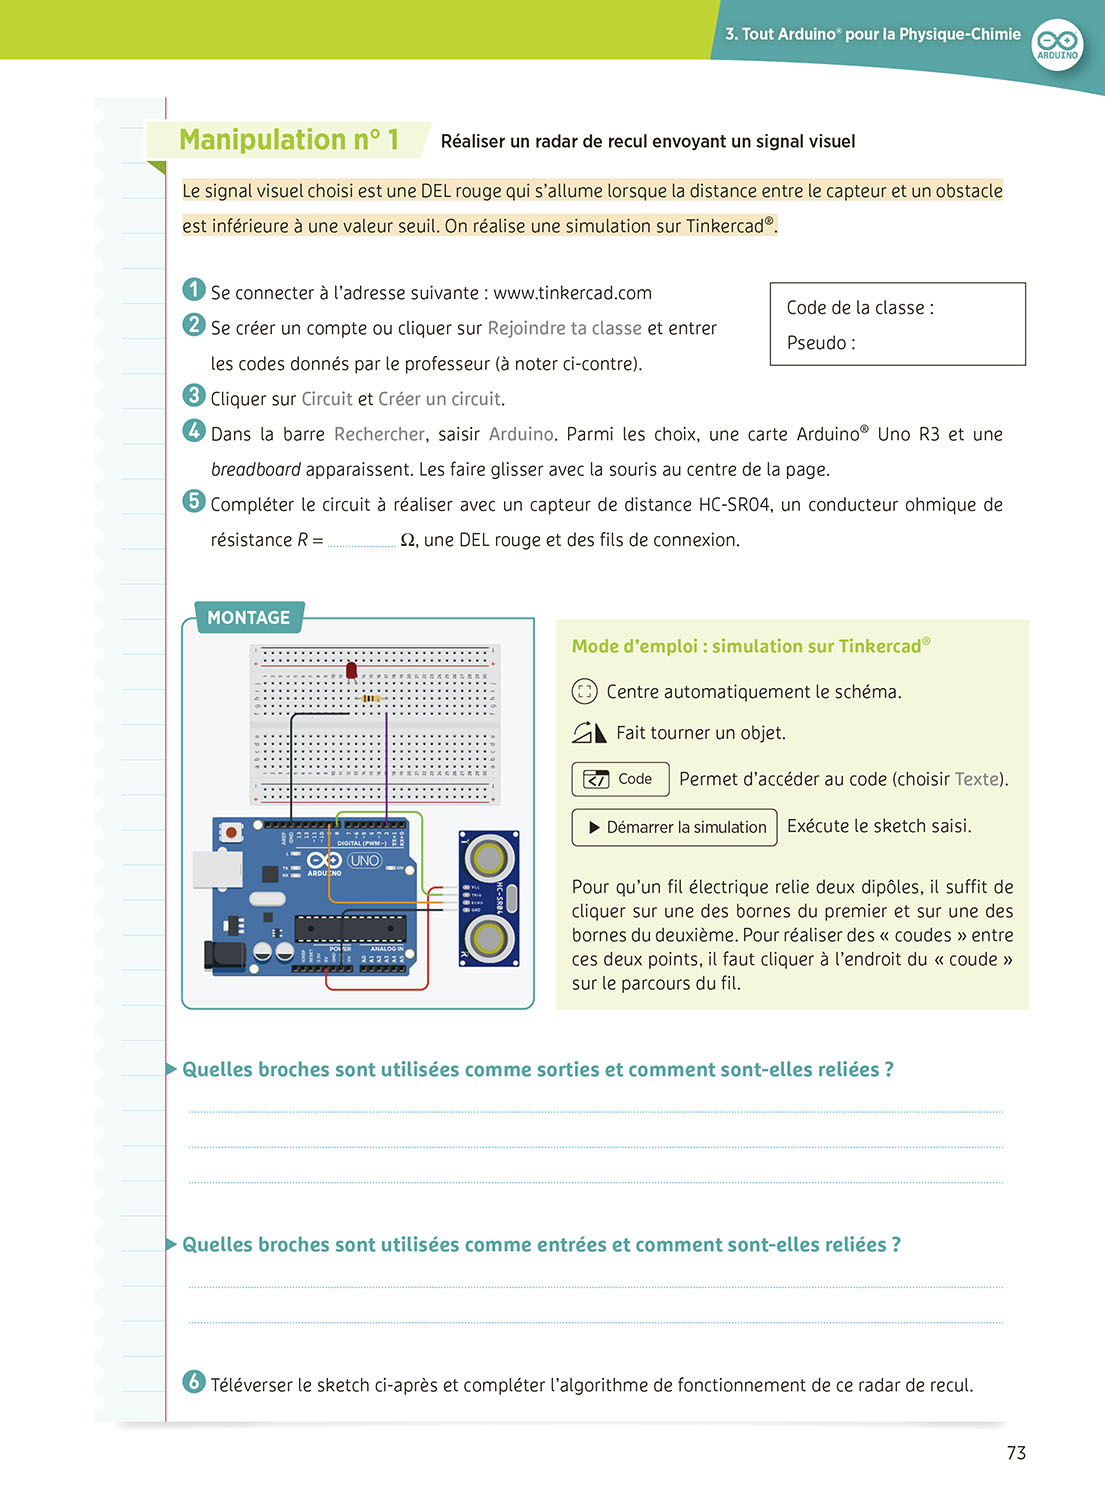 3. Tout Arduino® pour la Physique-Chimie
ARDUINO
Manipulation n° 1
Réaliser un radar de recul envoyant un signal visuel
Le signal visuel choisi est une DEL rouge qui s’allume lorsque la distance entre le capteur et un obstacle
est inférieure à une valeur seuil. On réalise une simulation sur Tinkercad®.
1 Se connecter à l’adresse suivante : www.tinkercad.com
2 Se créer un compte ou cliquer sur Rejoindre ta classe et entrer
les codes donnés par le professeur (à noter ci-contre).
Code de la classe :
Pseudo :
3 Cliquer sur Circuit et Créer un circuit.
4 Dans la barre Rechercher, saisir Arduino. Parmi les choix, une carte Arduino® Uno R3 et une
breadboard apparaissent. Les faire glisser avec la souris au centre de la page.
5 Compléter le circuit à réaliser avec un capteur de distance HC-SR04, un conducteur ohmique de
résistance R = Ω, une DEL rouge et des fils de connexion.
MONTAGE
DIGITAL (PWM~)
UNO
ARDUINO
ON
L
TX
RX
POWER
ANALOG IN
A0 A1 A2 A3 A4 A5
VCC
TRIG
ECHO
GND
HC-SR04
Mode d’emploi : simulation sur Tinkercad®
Centre automatiquement le schéma.
Fait tourner un objet.
Code Permet d’accéder au code (choisir Texte).
Démarrer la simulation Exécute le sketch saisi.
Pour qu’un fil électrique relie deux dipôles, il suffit de
cliquer sur une des bornes du premier et sur une des
bornes du deuxième. Pour réaliser des « coudes » entre
ces deux points, il faut cliquer à l’endroit du « coude »
sur le parcours du fil.
Quelles broches sont utilisées comme sorties et comment sont-elles reliées ?
Quelles broches sont utilisées comme entrées et comment sont-elles reliées ?
6 Téléverser le sketch ci-après et compléter l’algorithme de fonctionnement de ce radar de recul.
73